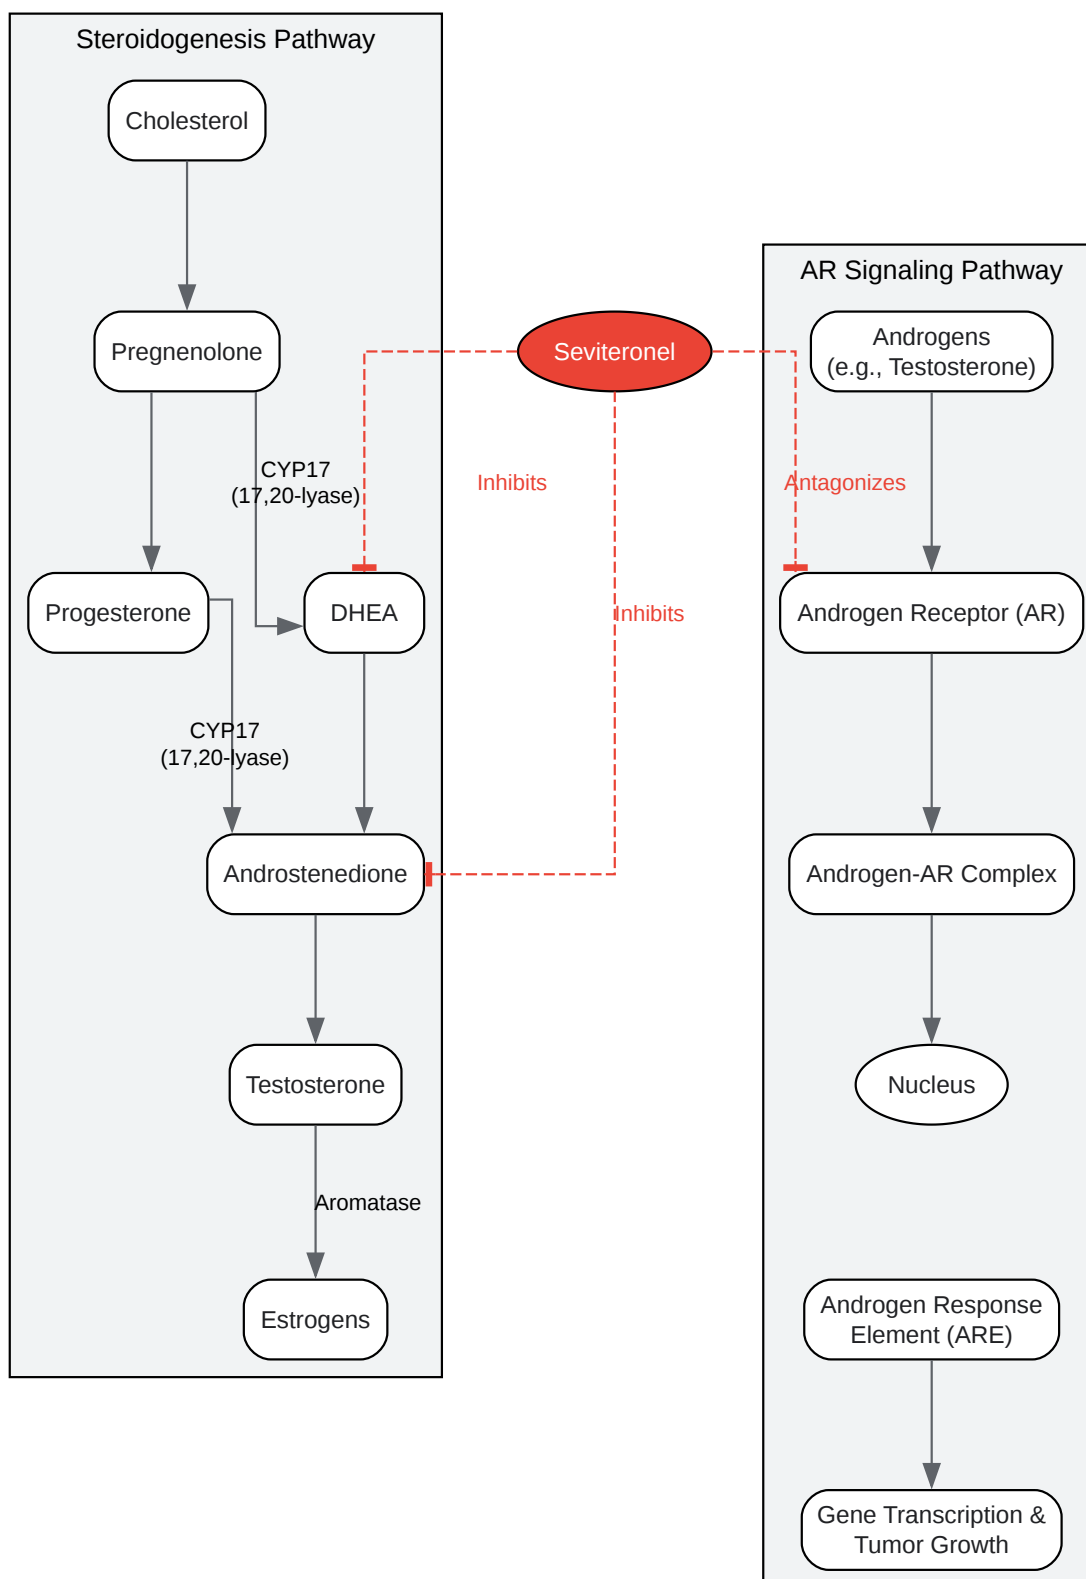 Steroidogenesis Pathway
Cholesterol
Pregnenolone
CYP17
(17,20-lyase)
Progesterone
DHEA
CYP17
(17,20-lyase)
Androstenedione
Testosterone
Aromatase
Estrogens
Seviteronel
Inhibits
Inhibits
Antagonizes
AR Signaling Pathway
Androgens
(e.g., Testosterone)
Androgen Receptor (AR)
Androgen-AR Complex
Nucleus
Androgen Response
Element (ARE)
Gene Transcription &
Tumor Growth